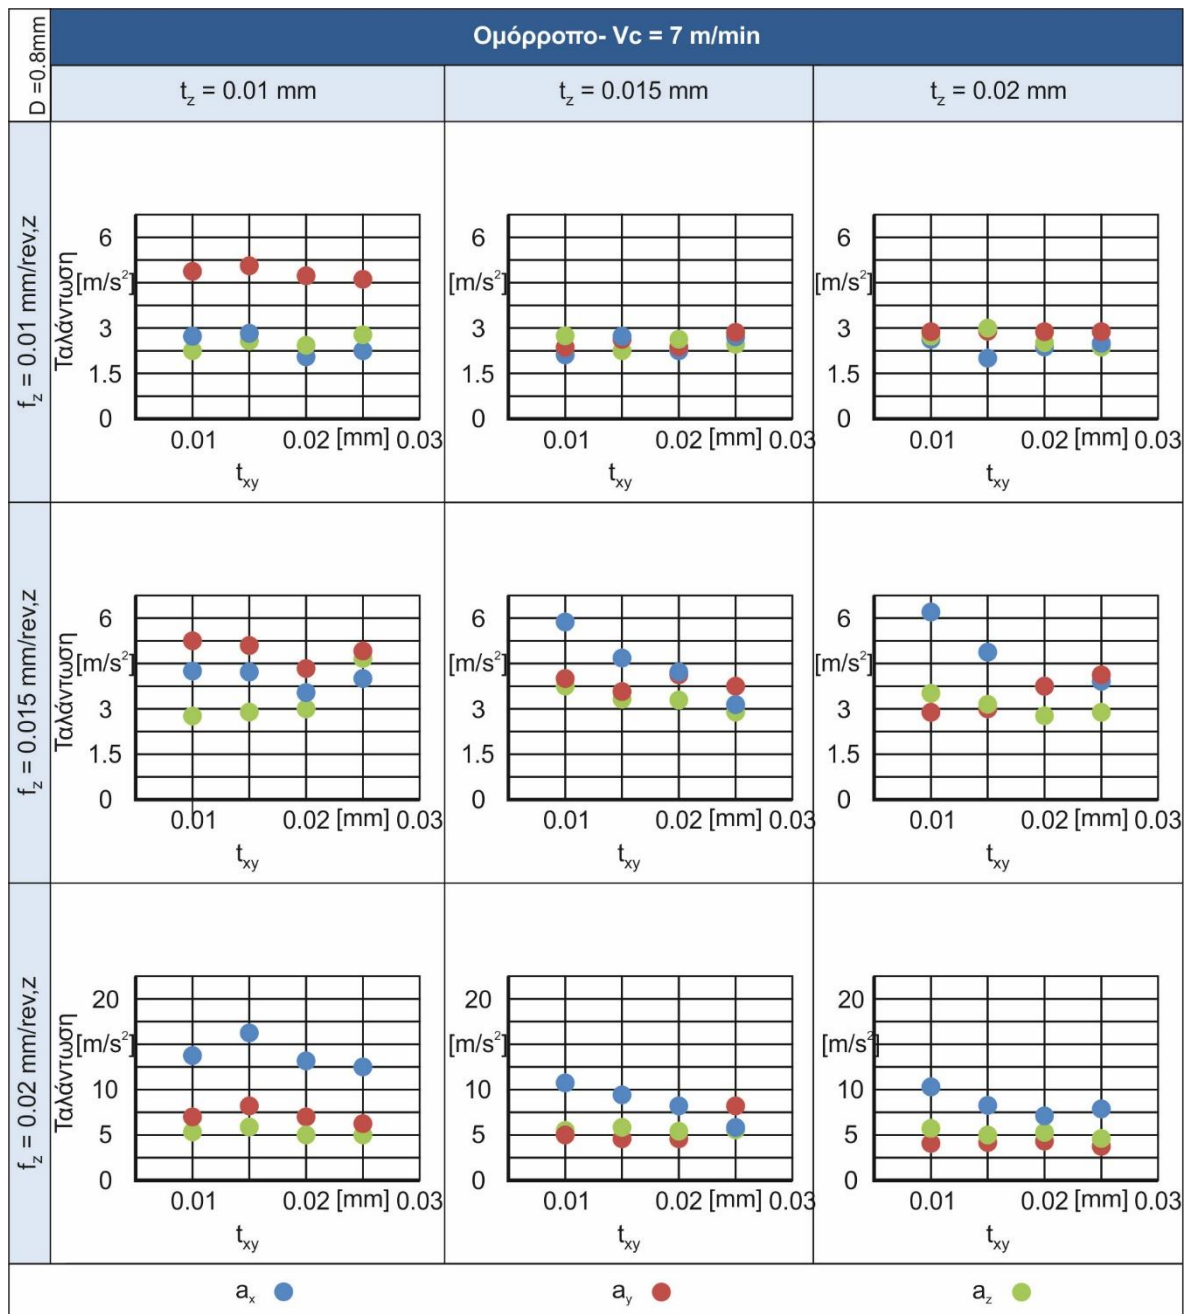 D =0.8mm
Ομόρροπο- Vc = 7 m/min
t_z = 0.01 mm
t_z = 0.015 mm
t_z = 0.02 mm
f_z = 0.01 mm/rev,z
Ταλάντωση
[m/s²]
6
3
1.5
0
0.01
0.02
[mm]
0.03
t_xy
[m/s²]
6
3
1.5
0
0.01
0.02
[mm]
0.03
t_xy
[m/s²]
6
3
1.5
0
0.01
0.02
[mm]
0.03
t_xy
f_z = 0.015 mm/rev,z
Ταλάντωση
[m/s²]
6
3
1.5
0
0.01
0.02
[mm]
0.03
t_xy
[m/s²]
6
3
1.5
0
0.01
0.02
[mm]
0.03
t_xy
[m/s²]
6
3
1.5
0
0.01
0.02
[mm]
0.03
t_xy
f_z = 0.02 mm/rev,z
Ταλάντωση
[m/s²]
20
10
5
0
0.01
0.02
[mm]
0.03
t_xy
[m/s²]
20
10
5
0
0.01
0.02
[mm]
0.03
t_xy
[m/s²]
20
10
5
0
0.01
0.02
[mm]
0.03
t_xy
a_x
a_y
a_z